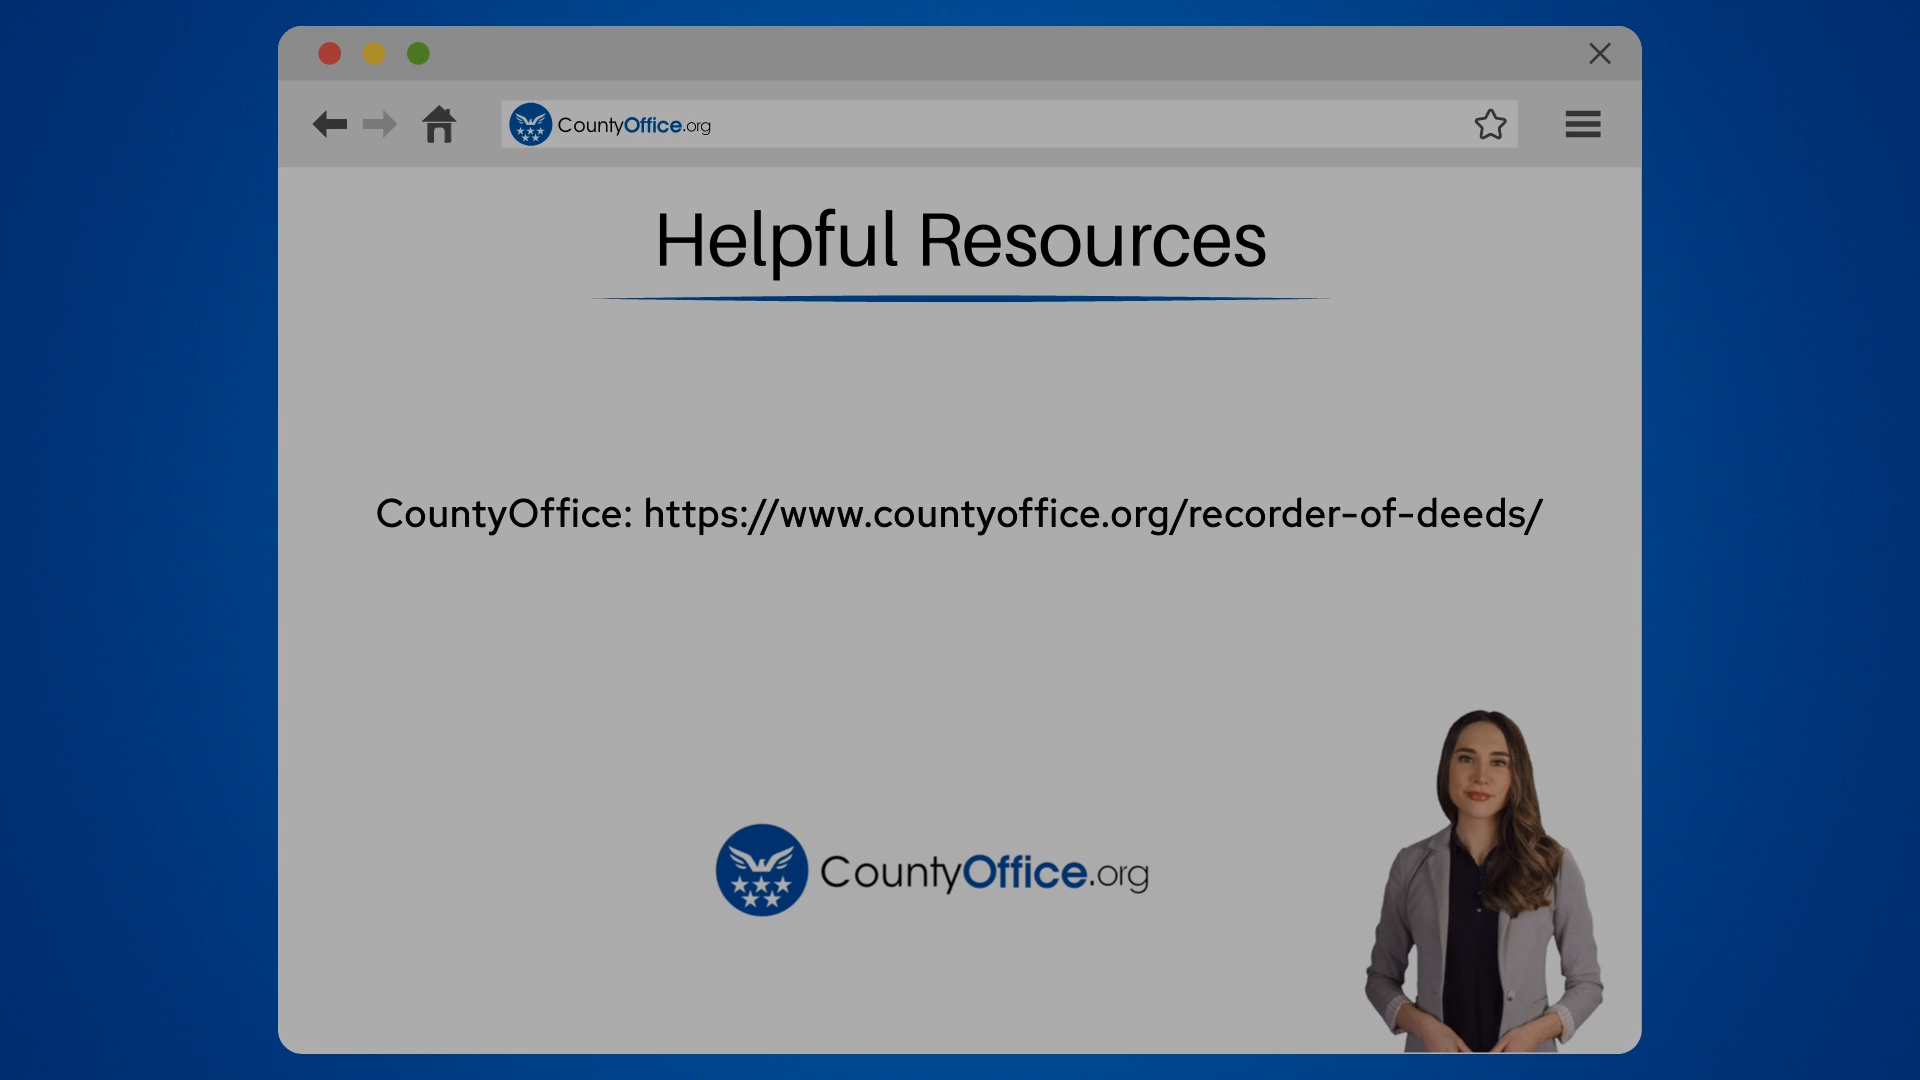 CountyOffice.org
Helpful Resources
CountyOffice: https://www.countyoffice.org/recorder-of-deeds/
CountyOffice.org